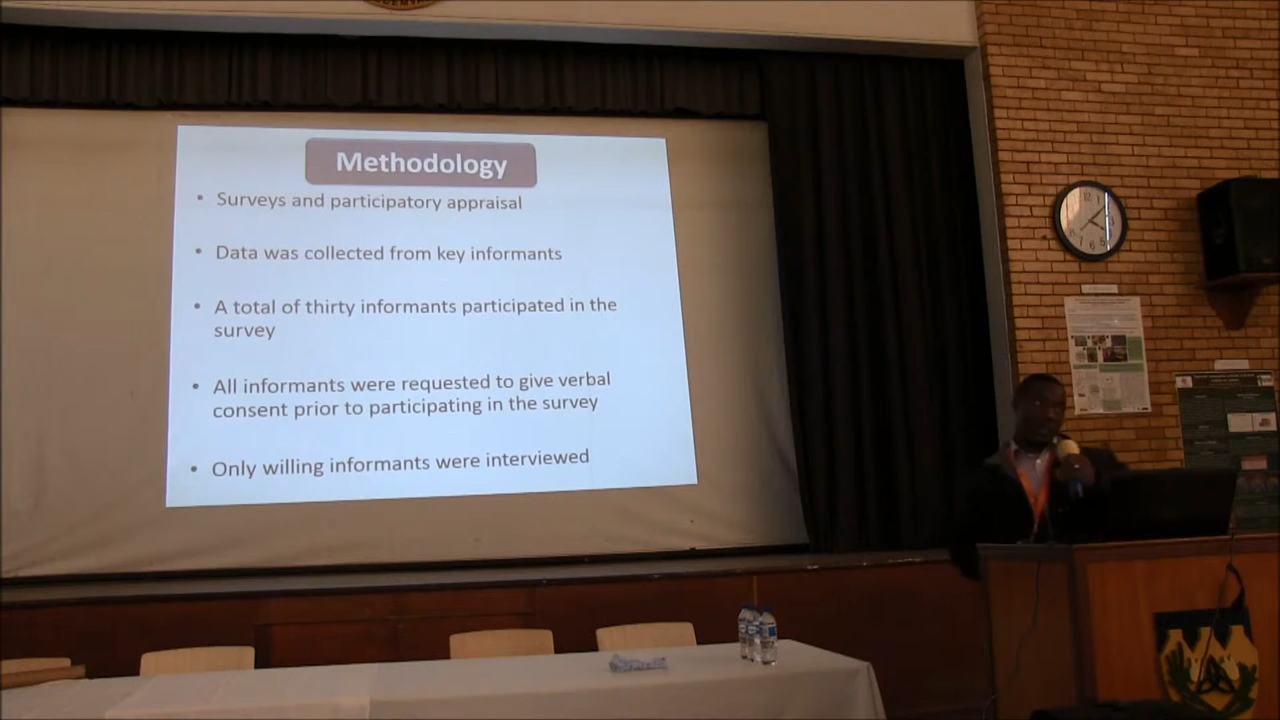 Methodology
• Surveys and participatory appraisal
• Data was collected from key informants
• A total of thirty informants participated in the
survey
• All informants were requested to give verbal
consent prior to participating in the survey
• Only willing informants were interviewed